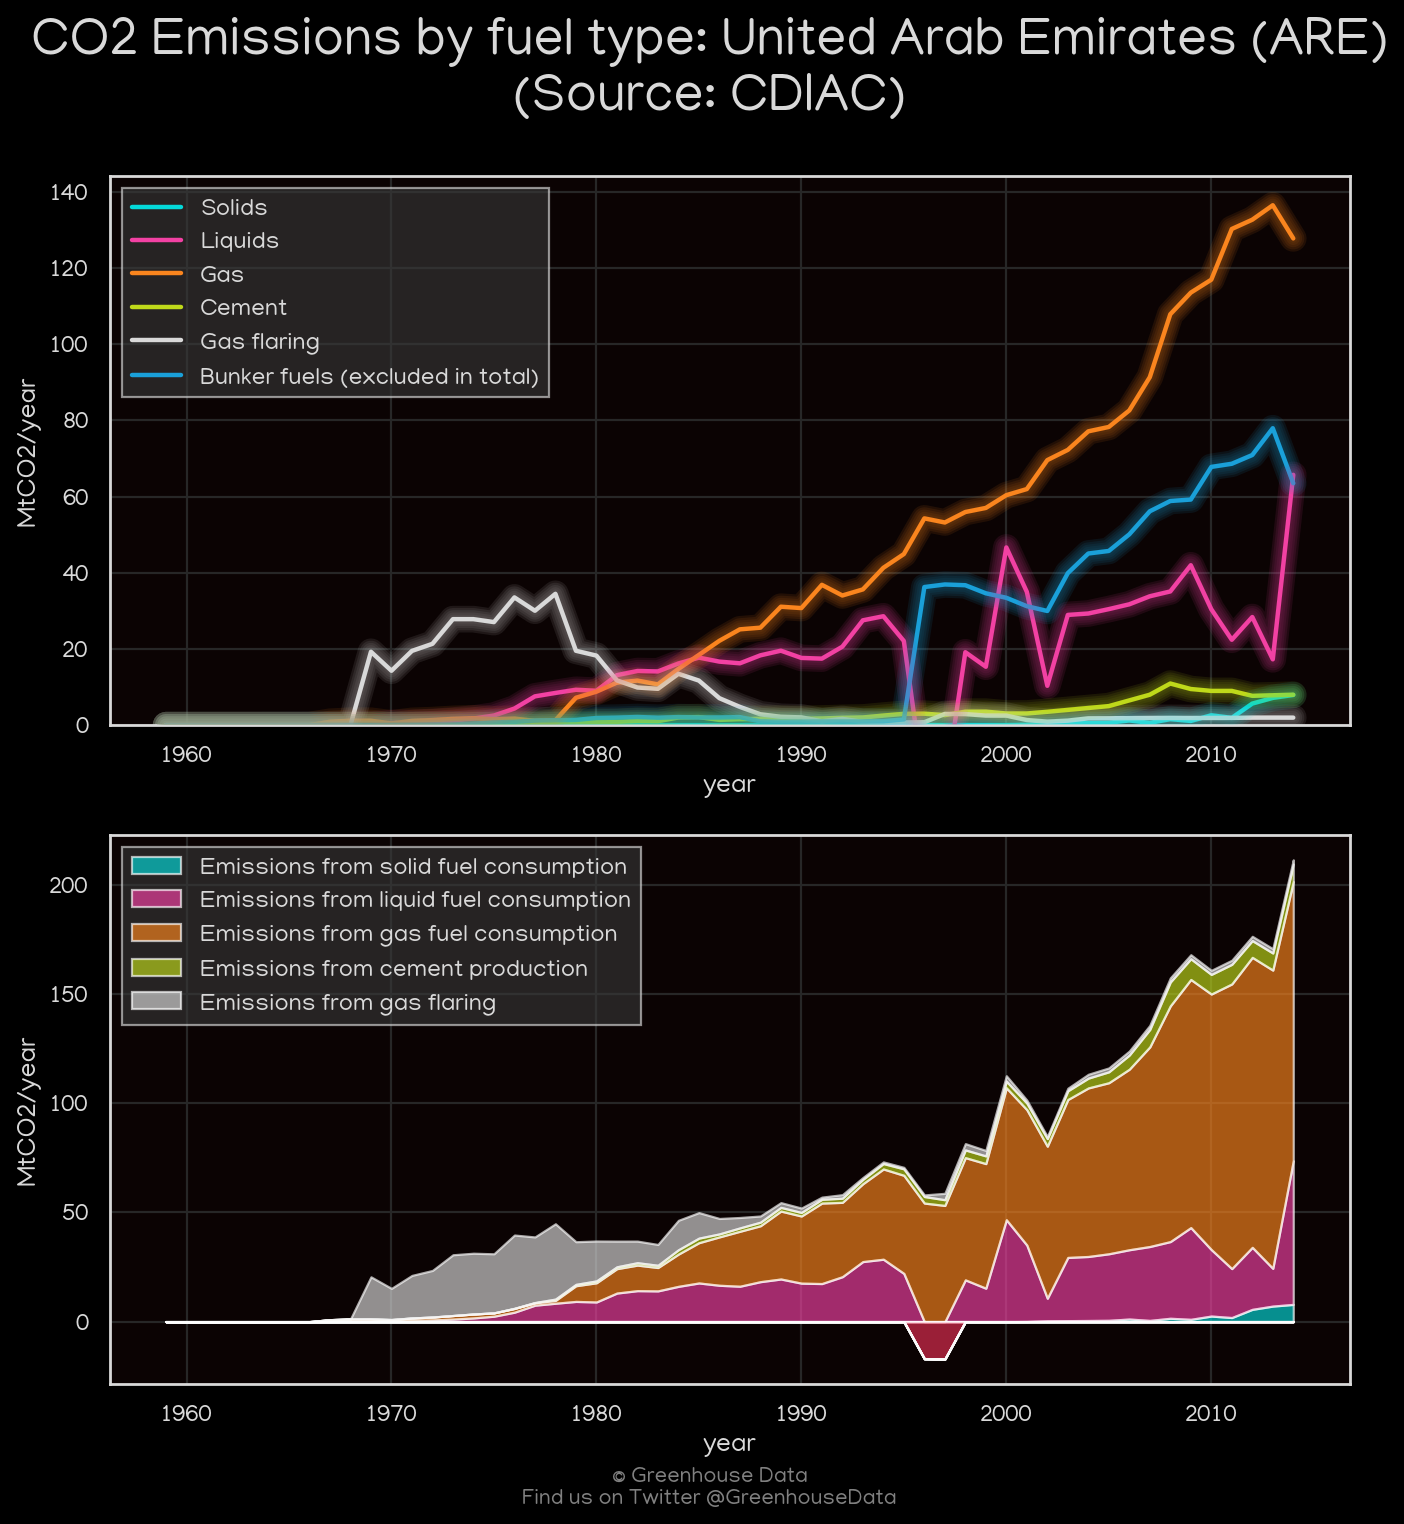 CO2 Emissions by fuel type: United Arab Emirates (ARE)
(Source: CDIAC)
140
120
100
80
60
40
20
0
MtCO2/year
Solids
Liquids
Gas
Cement
Gas flaring
Bunker fuels (excluded in total)
1960
1970
1980
1990
2000
2010
year
200
150
100
50
0
MtCO2/year
Emissions from solid fuel consumption
Emissions from liquid fuel consumption
Emissions from gas fuel consumption
Emissions from cement production
Emissions from gas flaring
1960
1970
1980
1990
2000
2010
year
© Greenhouse Data
Find us on Twitter @GreenhouseData